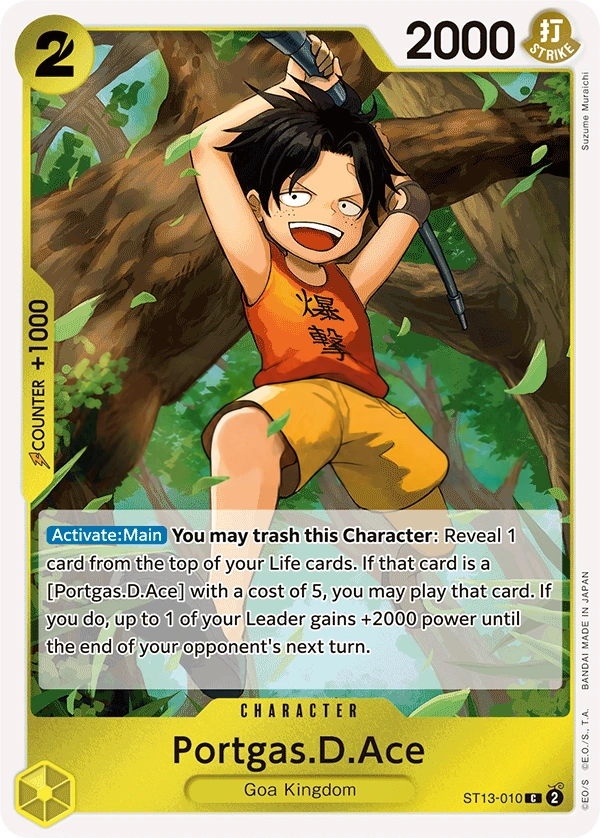 2
2000
打
STRIKE
Suzume Muraichi
COUNTER +1000
爆
撃
Activate:Main You may trash this Character: Reveal 1
card from the top of your Life cards. If that card is a
[Portgas.D.Ace] with a cost of 5, you may play that card. If
you do, up to 1 of your Leader gains +2000 power until
the end of your opponent's next turn.
©EO/S ©E.O./S., T.A. BANDAI MADE IN JAPAN
CHARACTER
Portgas.D.Ace
Goa Kingdom
ST13-010 C 2